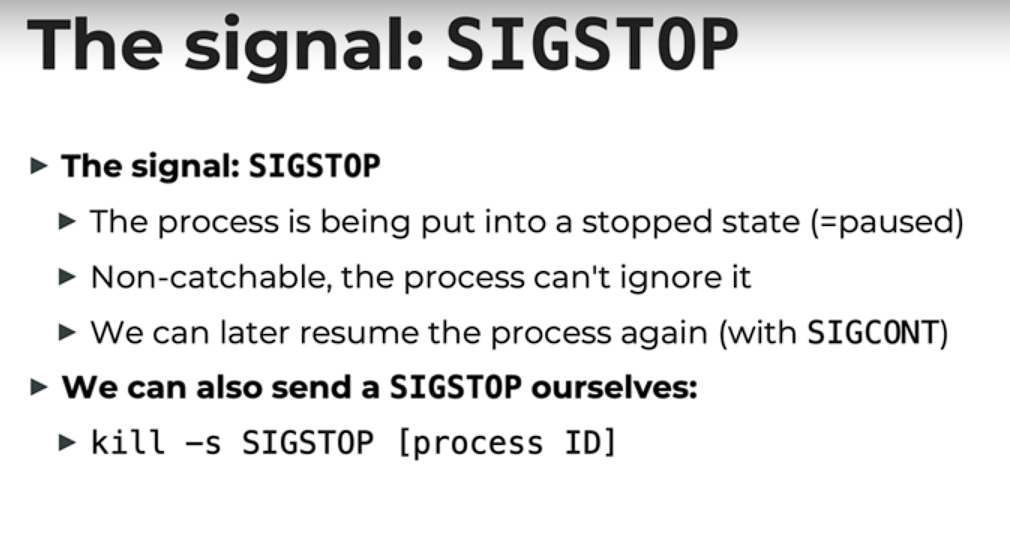 The signal: SIGSTOP
▶ The signal: SIGSTOP
▶ The process is being put into a stopped state (=paused)
▶ Non-catchable, the process can't ignore it
▶ We can later resume the process again (with SIGCONT)
▶ We can also send a SIGSTOP ourselves:
▶ kill –s SIGSTOP [process ID]